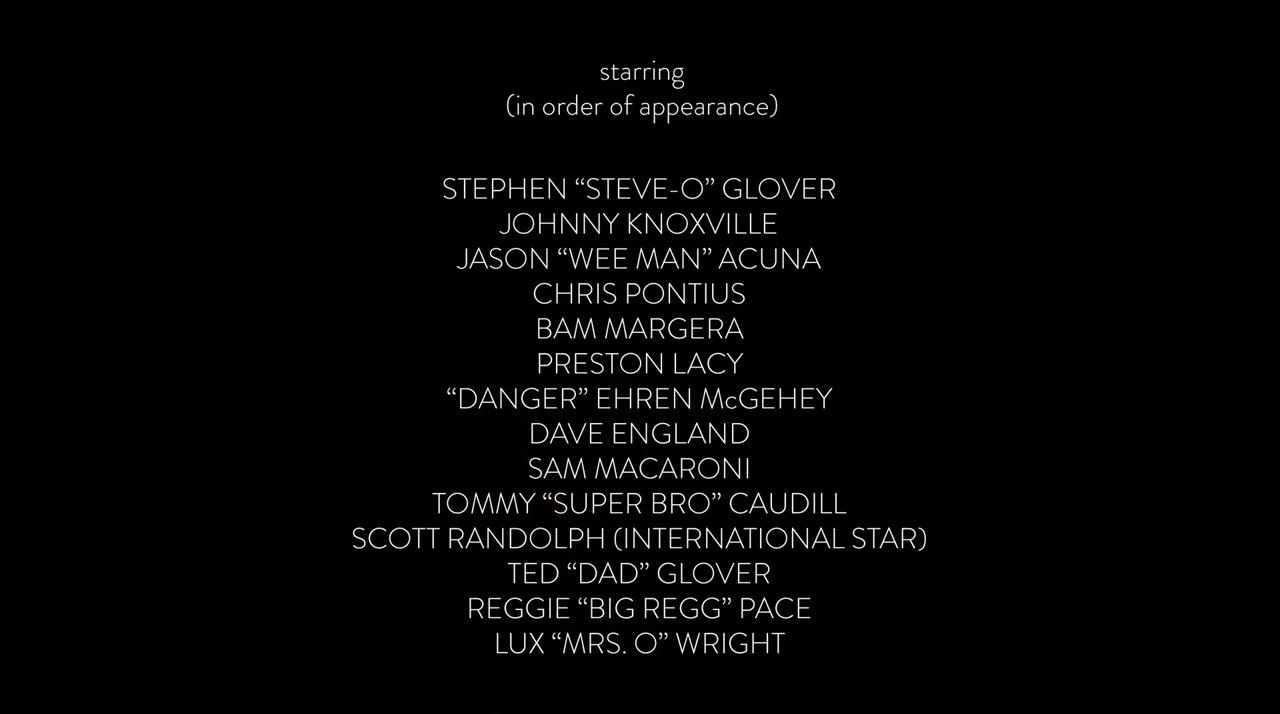 starring
(in order of appearance)
STEPHEN “STEVE-O” GLOVER
JOHNNY KNOXVILLE
JASON “WEE MAN” ACUNA
CHRIS PONTIUS
BAM MARGERA
PRESTON LACY
“DANGER” EHREN McGEHEY
DAVE ENGLAND
SAM MACARONI
TOMMY “SUPER BRO” CAUDILL
SCOTT RANDOLPH (INTERNATIONAL STAR)
TED “DAD” GLOVER
REGGIE “BIG REGG” PACE
LUX “MRS. O” WRIGHT